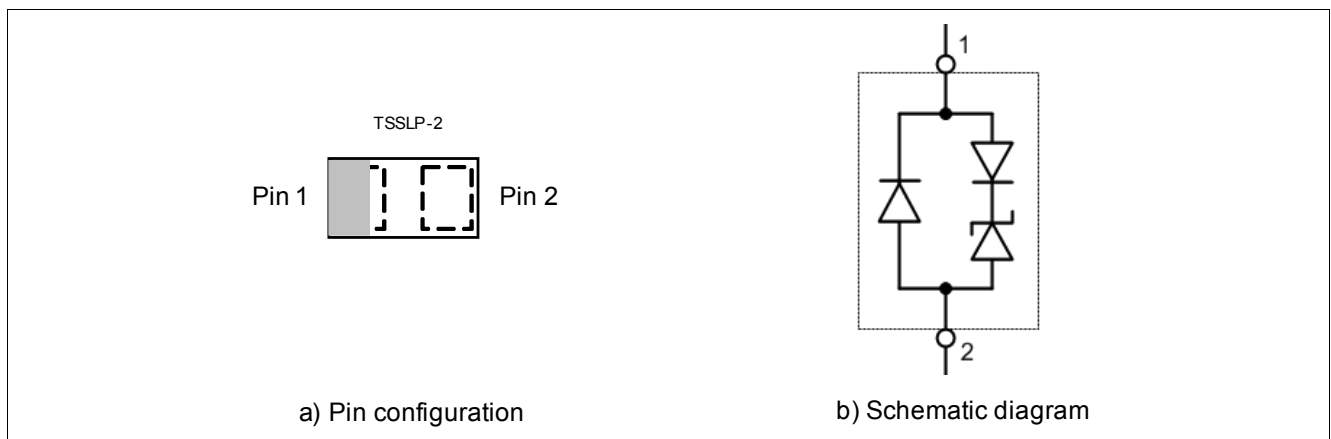 TSSLP-2
Pin 1
Pin 2
a) Pin configuration
1
2
b) Schematic diagram